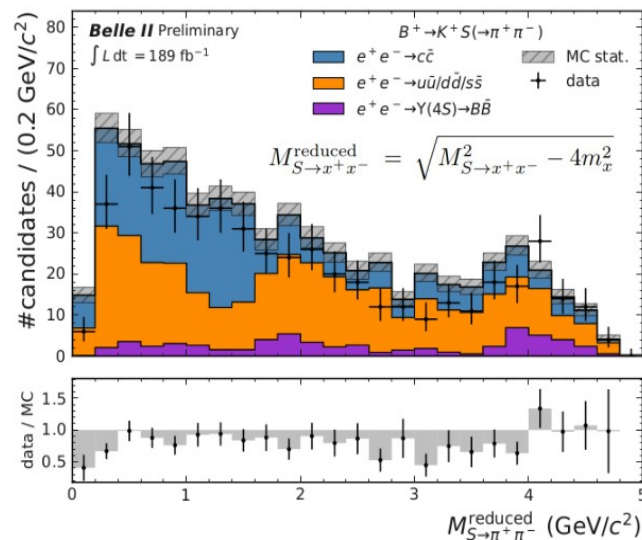 Belle II Preliminary
∫L dt = 189 fb⁻¹
B⁺→K⁺S(→π⁺π⁻)
e⁺e⁻→cc̄
e⁺e⁻→uū/dd̄/ss̄
e⁺e⁻→Υ(4S)→BB̄
MC stat.
data
M^{reduced}_{S→x⁺x⁻} = √(M²_{S→x⁺x⁻} − 4m²_x)
#candidates / (0.2 GeV/c²)
80
70
60
50
40
30
20
10
0
data / MC
1.5
1.0
0.5
0 1 2 3 4 5
M^{reduced}_{S→π⁺π⁻} (GeV/c²)